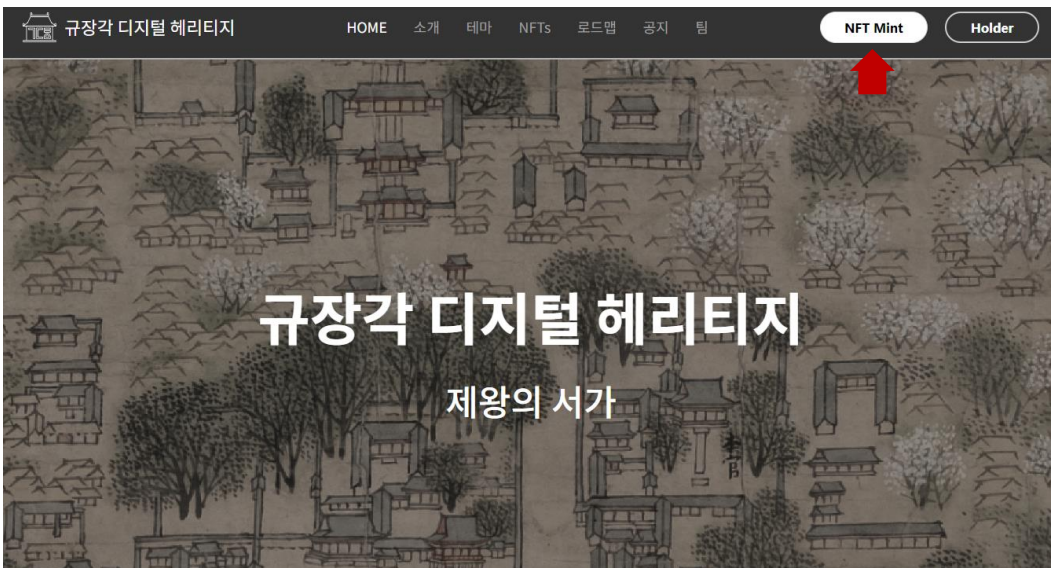 규장각 디지털 헤리티지
HOME 소개 테마 NFTs 로드맵 공지 팀
NFT Mint
Holder
규장각 디지털 헤리티지
제왕의 서가